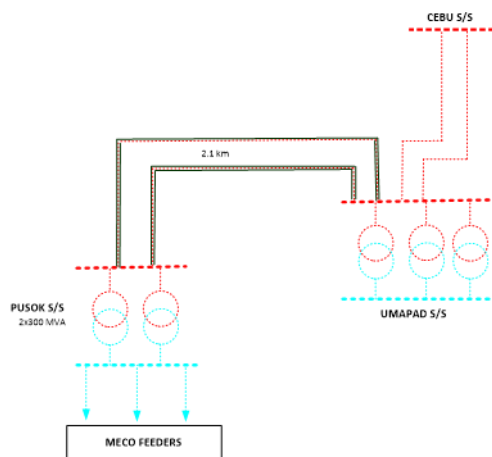 CEBU S/S
2.1 km
PUSOK S/S
2x300 MVA
UMAPAD S/S
MECO FEEDERS